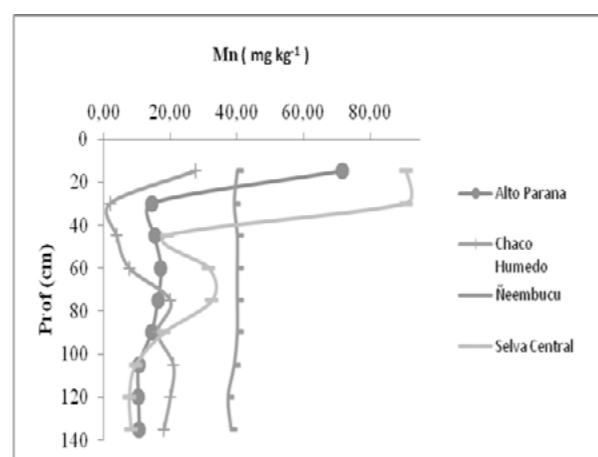 Mn ( mg kg-1 )
0,00 20,00 40,00 60,00 80,00
0
20
40
60
80
100
120
140
Prof (cm)
Alto Parana
Chaco
Humedo
Ñeembucu
Selva Central